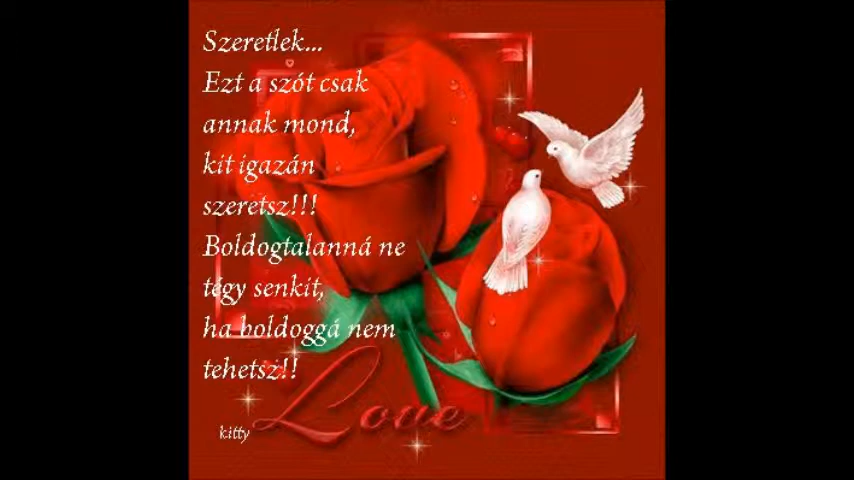 Szeretlek...
Ezt a szót csak
annak mond,
kit igazán
szeretsz!!!
Boldogtalanná ne
tégy senkit,
ha boldoggá nem
tehetsz!!
Love
kitty